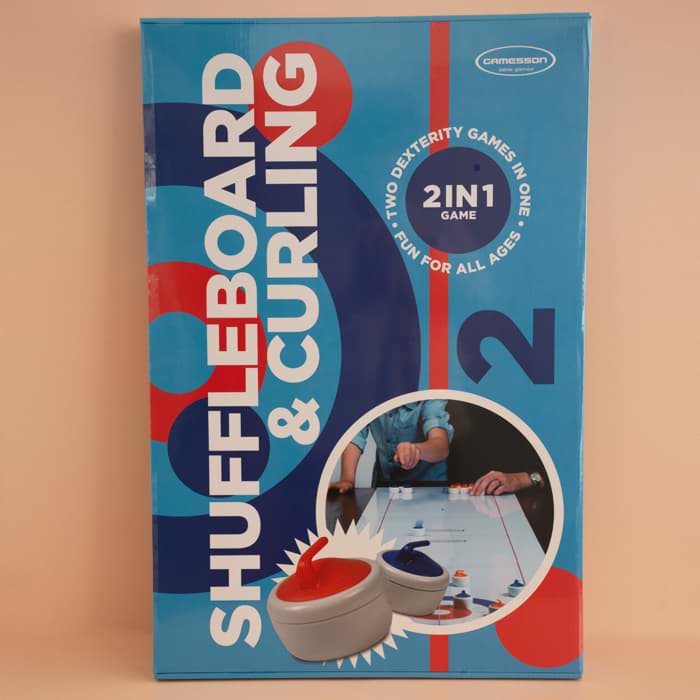 SHUFFLEBOARD
& CURLING
GAMESSON
table games
• TWO DEXTERITY GAMES IN ONE •
FUN FOR ALL AGES
2IN1
GAME
2